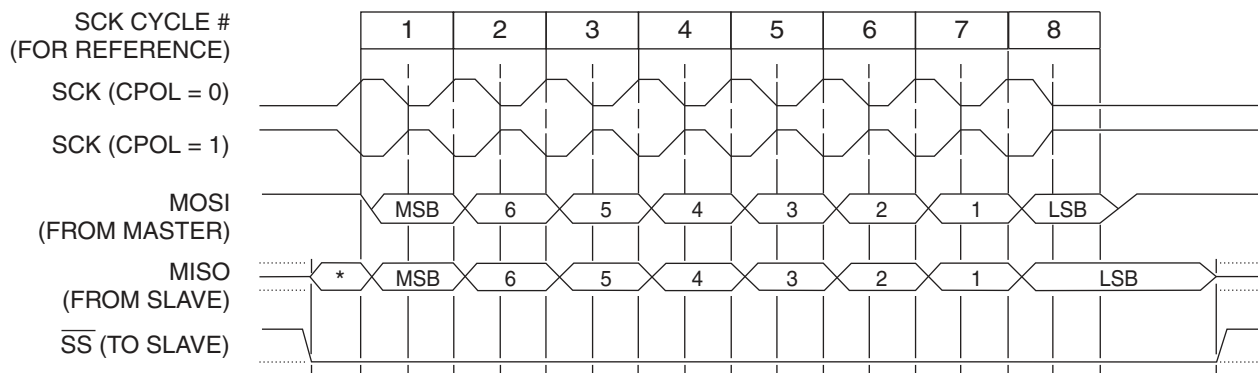 SCK CYCLE #
(FOR REFERENCE)
1 2 3 4 5 6 7 8
SCK (CPOL = 0)
SCK (CPOL = 1)
MOSI
(FROM MASTER)
MSB 6 5 4 3 2 1 LSB
MISO
(FROM SLAVE)
* MSB 6 5 4 3 2 1 LSB
S̅S̅ (TO SLAVE)